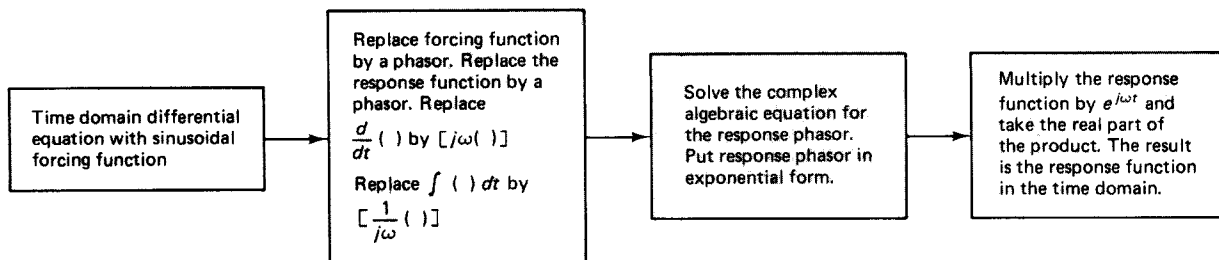 Time domain differential
equation with sinusoidal
forcing function
Replace forcing function
by a phasor. Replace the
response function by a
phasor. Replace
d/dt ( ) by [jω( )]
Replace ∫ ( ) dt by
[1/jω ( )]
Solve the complex
algebraic equation for
the response phasor.
Put response phasor in
exponential form.
Multiply the response
function by e^{jωt} and
take the real part of
the product. The result
is the response function
in the time domain.